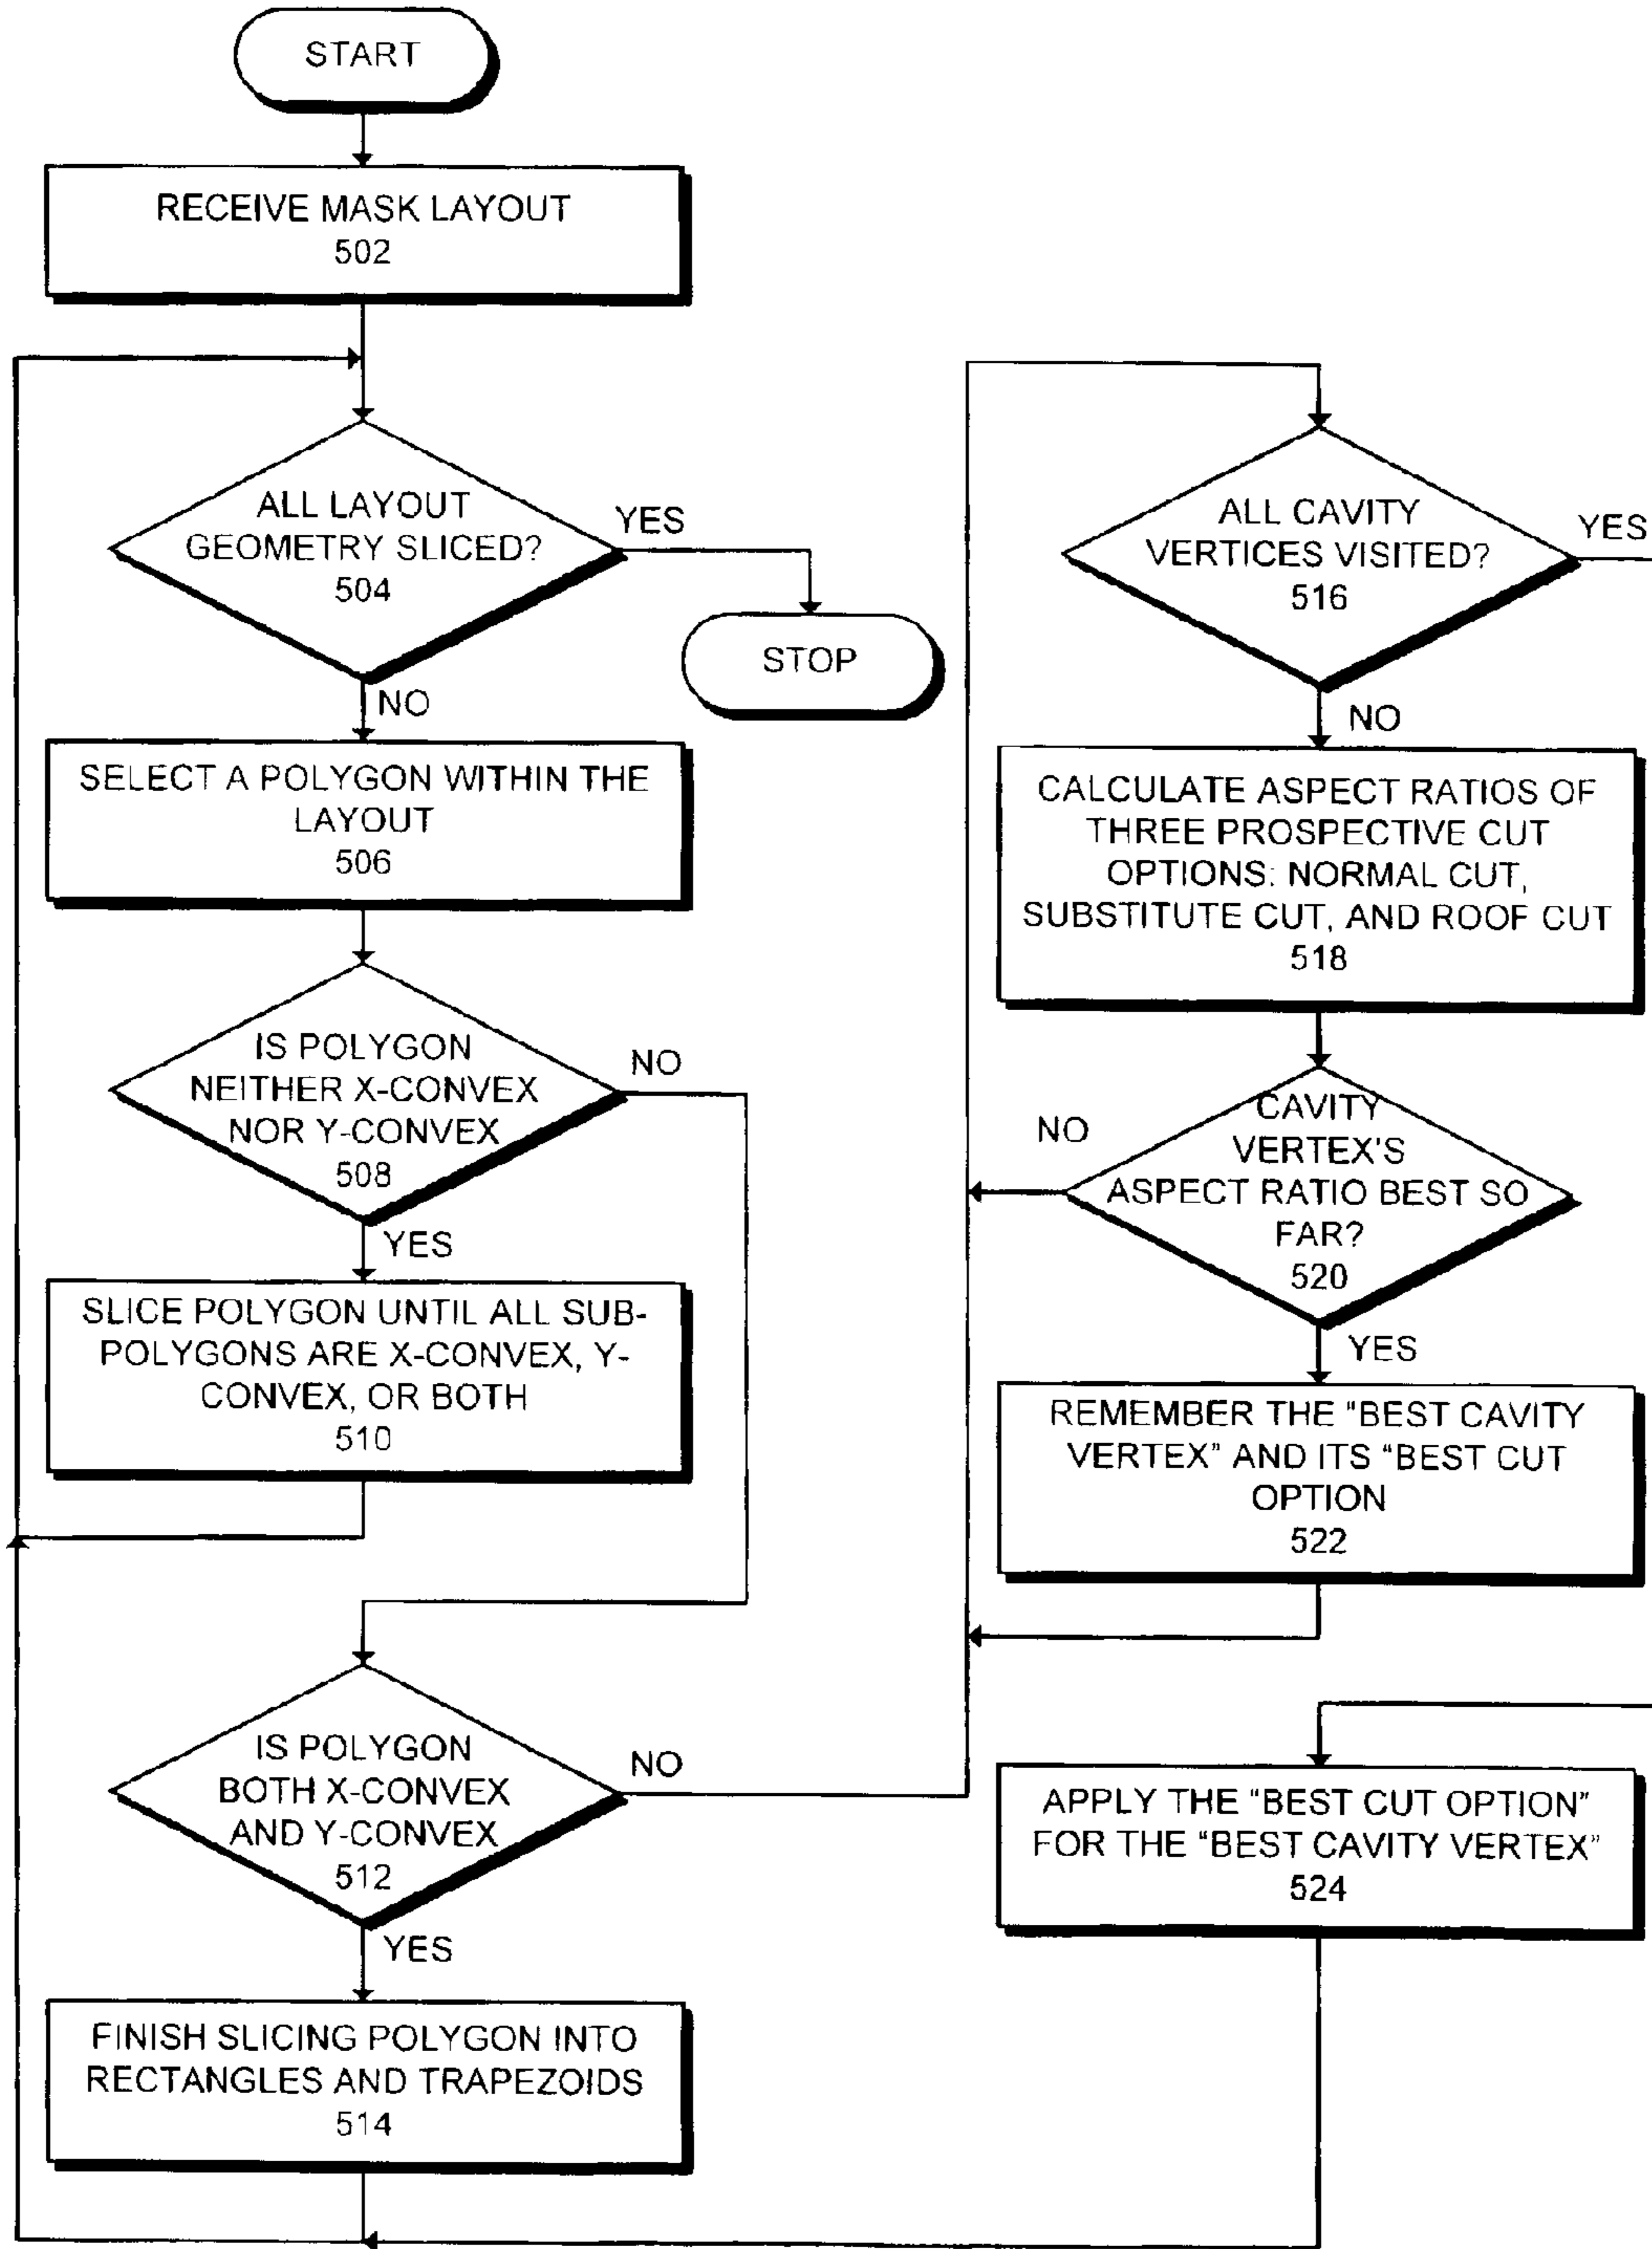 START
RECEIVE MASK LAYOUT
502
ALL LAYOUT
GEOMETRY SLICED?
504
YES
STOP
NO
SELECT A POLYGON WITHIN THE
LAYOUT
506
IS POLYGON
NEITHER X-CONVEX
NOR Y-CONVEX
508
NO
YES
SLICE POLYGON UNTIL ALL SUB-
POLYGONS ARE X-CONVEX, Y-
CONVEX, OR BOTH
510
IS POLYGON
BOTH X-CONVEX
AND Y-CONVEX
512
NO
YES
FINISH SLICING POLYGON INTO
RECTANGLES AND TRAPEZOIDS
514
ALL CAVITY
VERTICES VISITED?
516
YES
NO
CALCULATE ASPECT RATIOS OF
THREE PROSPECTIVE CUT
OPTIONS: NORMAL CUT,
SUBSTITUTE CUT, AND ROOF CUT
518
CAVITY
VERTEX'S
ASPECT RATIO BEST SO
FAR?
520
NO
YES
REMEMBER THE "BEST CAVITY
VERTEX" AND ITS "BEST CUT
OPTION
522
APPLY THE "BEST CUT OPTION"
FOR THE "BEST CAVITY VERTEX"
524